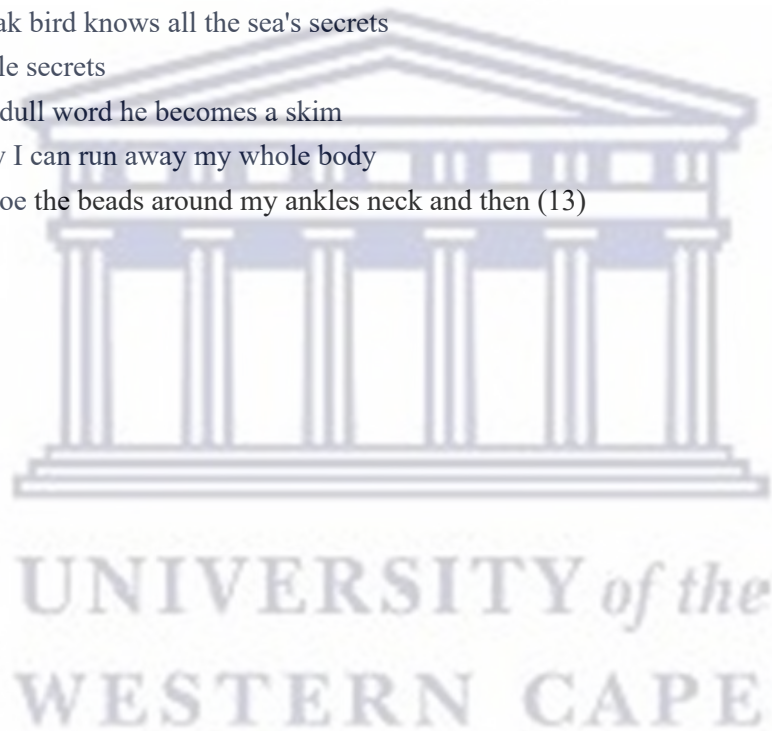 ak bird knows all the sea's secrets
le secrets
dull word he becomes a skim
y I can run away my whole body
oe the beads around my ankles neck and then (13)
UNIVERSITY of the
WESTERN CAPE